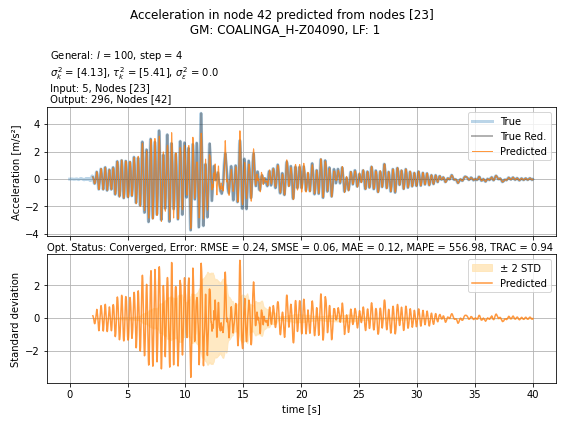 Acceleration in node 42 predicted from nodes [23]
GM: COALINGA_H-Z04090, LF: 1
General: l = 100, step = 4
σ²ₖ = [4.13], τ²ₖ = [5.41], σ²ε = 0.0
Input: 5, Nodes [23]
Output: 296, Nodes [42]
Acceleration [m/s²]
4
2
0
−2
−4
True
True Red.
Predicted
Opt. Status: Converged, Error: RMSE = 0.24, SMSE = 0.06, MAE = 0.12, MAPE = 556.98, TRAC = 0.94
Standard deviation
2
0
−2
± 2 STD
Predicted
0 5 10 15 20 25 30 35 40
time [s]